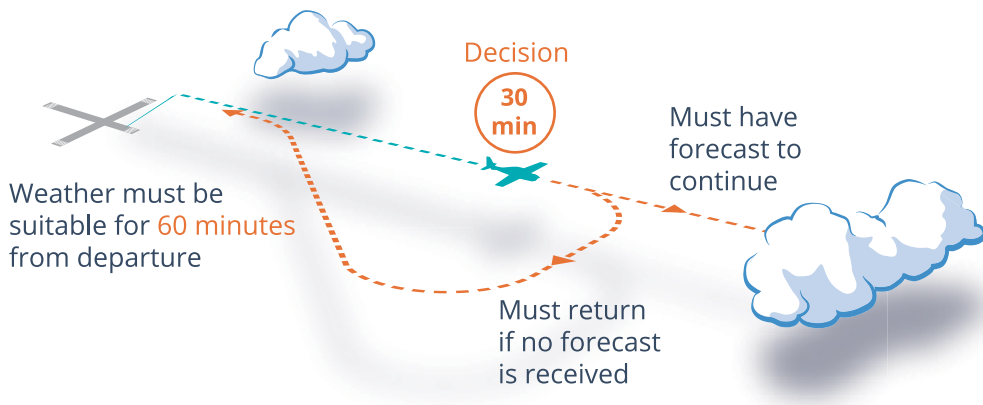 Decision
30
min
Must have
forecast to
continue
Weather must be
suitable for 60 minutes
from departure
Must return
if no forecast
is received